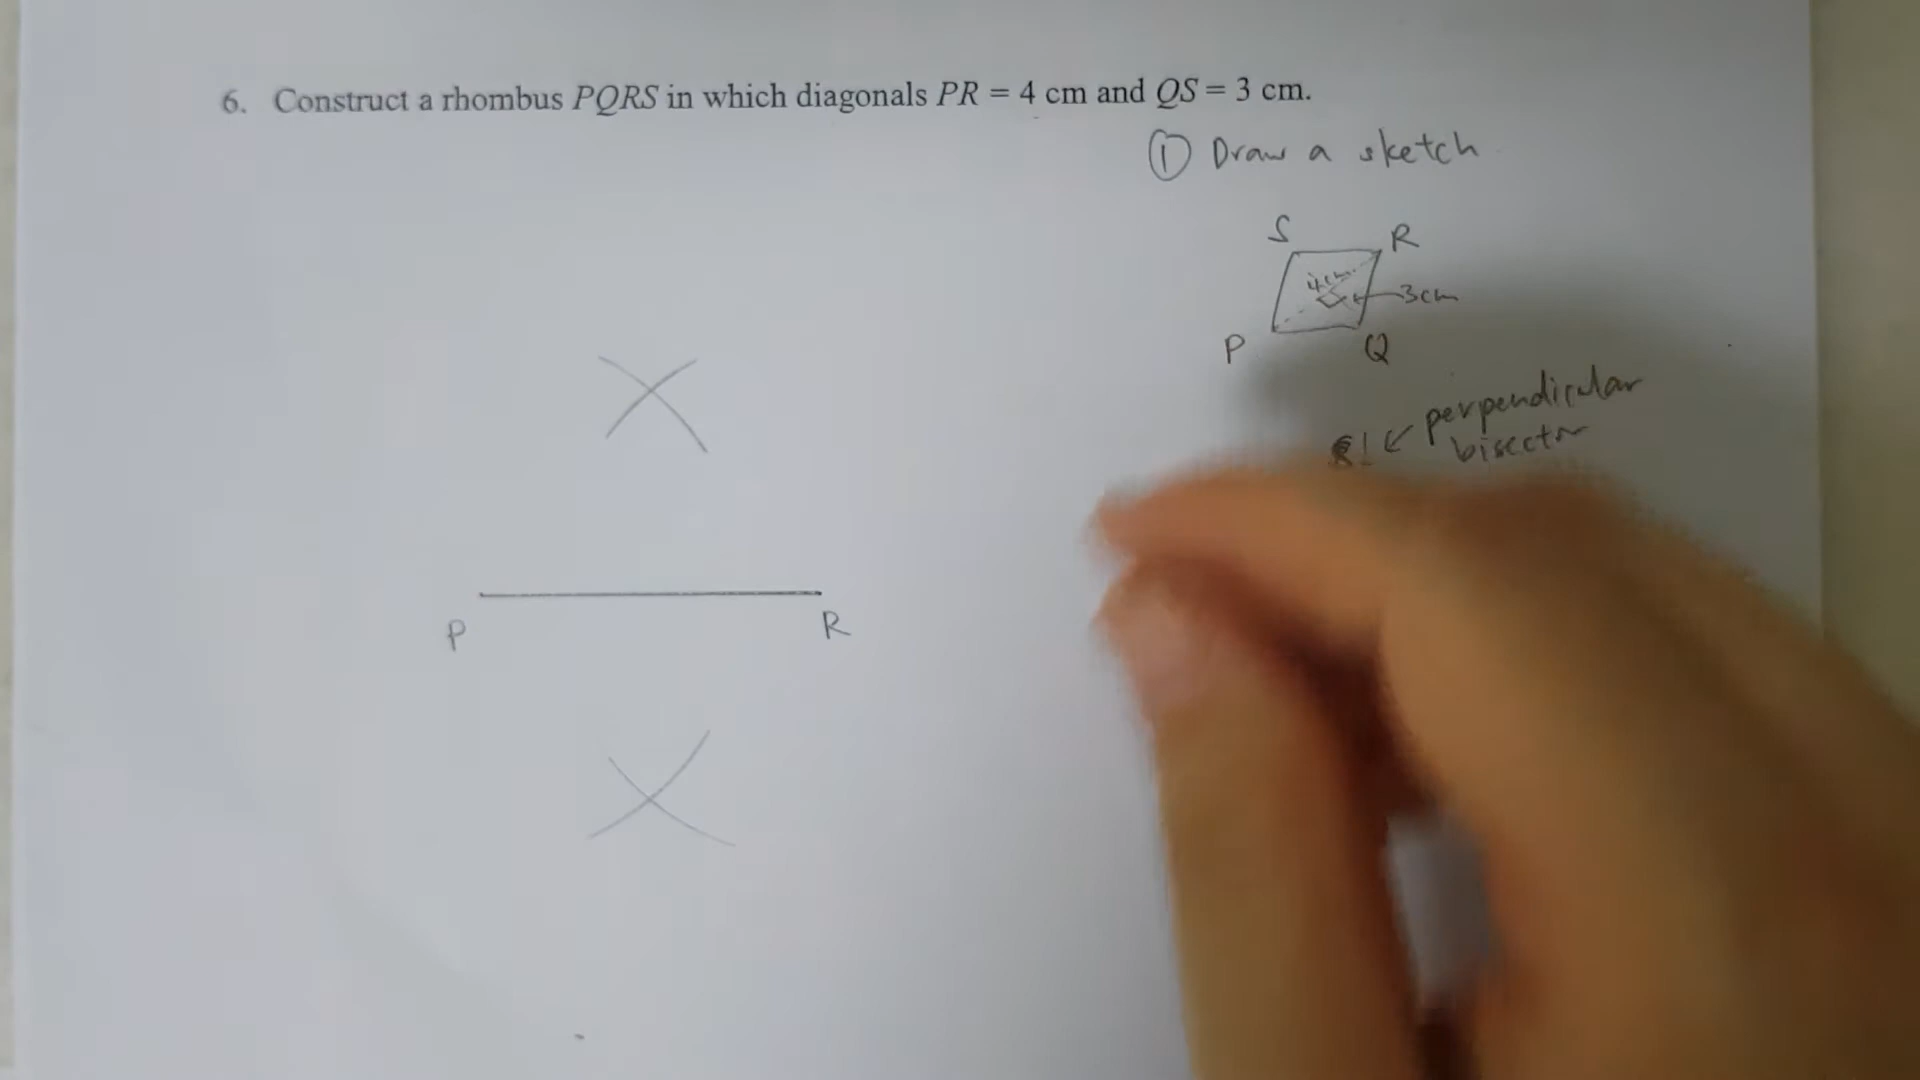 6. Construct a rhombus PQRS in which diagonals PR = 4 cm and QS = 3 cm.
① Draw a sketch
S
R
4cm
3cm
P
Q
perpendicular
bisector
P
R